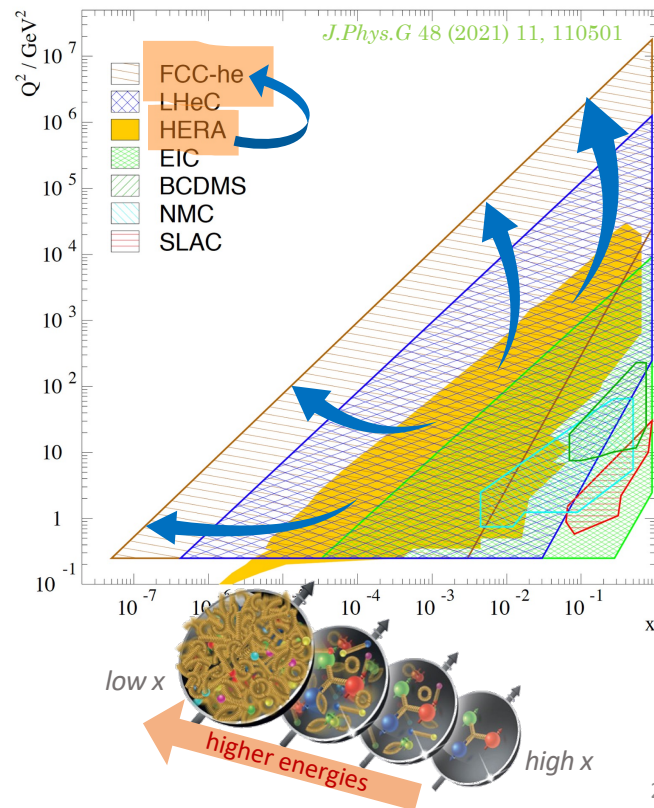 J.Phys.G 48 (2021) 11, 110501
Q² / GeV²
10⁷
10⁶
10⁵
10⁴
10³
10²
10
1
10⁻¹
FCC-he
LHeC
HERA
EIC
BCDMS
NMC
SLAC
10⁻⁷ 10⁻⁴ 10⁻³ 10⁻² 10⁻¹ x
low x
high x
higher energies